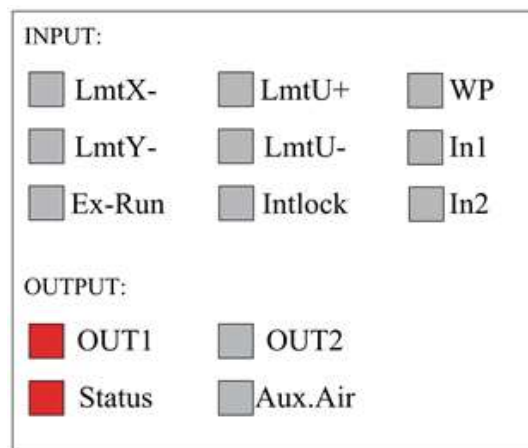 INPUT:
LmtX- LmtU+ WP
LmtY- LmtU- In1
Ex-Run Intlock In2
OUTPUT:
OUT1 OUT2
Status Aux.Air